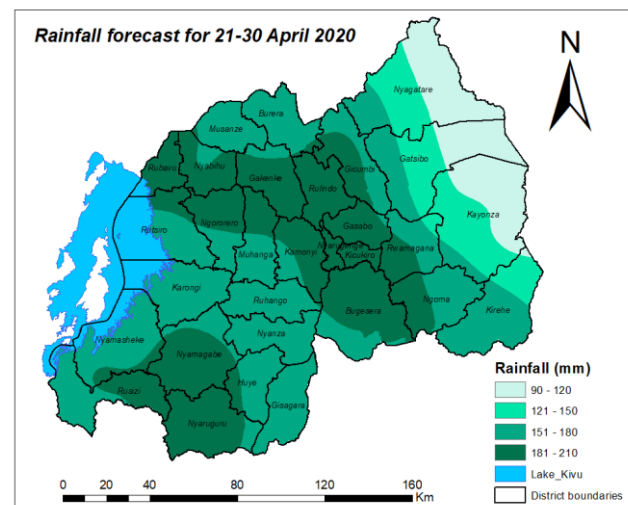 Rainfall forecast for 21-30 April 2020
N
Nyagatare
Burera
Musanze
Gicumbi
Gatsibo
Rubavu
Nyabihu
Gakenke
Rulindo
Kayonza
Ngororero
Gasabo
Rutsiro
Nyarugenge
Rwamagana
Muhanga
Kamonyi
Kicukiro
Karongi
Ngoma
Kirehe
Ruhango
Bugesera
Nyamasheke
Nyanza
Nyamagabe
Rusizi
Huye
Gisagara
Nyaruguru
Rainfall (mm)
90 - 120
121 - 150
151 - 180
181 - 210
Lake_Kivu
District boundaries
0 20 40 80 120 160
Km